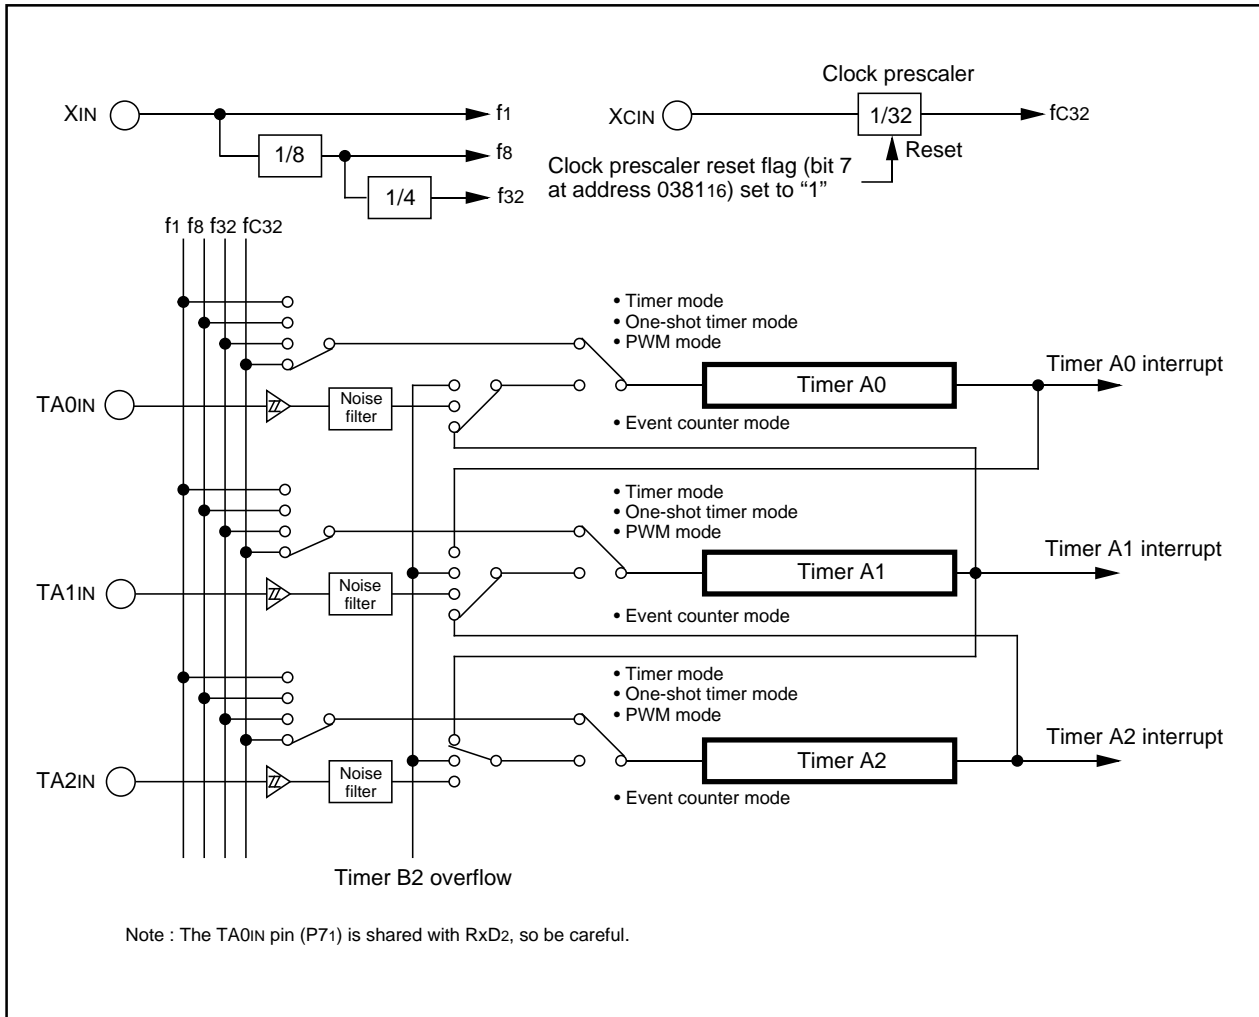 Clock prescaler
XIN
f1
XCIN
1/32
fC32
1/8
f8
Reset
Clock prescaler reset flag (bit 7
at address 038116) set to “1”
1/4
f32
f1 f8 f32 fC32
• Timer mode
• One-shot timer mode
• PWM mode
Timer A0 interrupt
Timer A0
TA0IN
Noise
filter
• Event counter mode
• Timer mode
• One-shot timer mode
• PWM mode
Timer A1 interrupt
Timer A1
TA1IN
Noise
filter
• Event counter mode
• Timer mode
• One-shot timer mode
• PWM mode
Timer A2 interrupt
Timer A2
TA2IN
Noise
filter
• Event counter mode
Timer B2 overflow
Note : The TA0IN pin (P71) is shared with RxD2, so be careful.